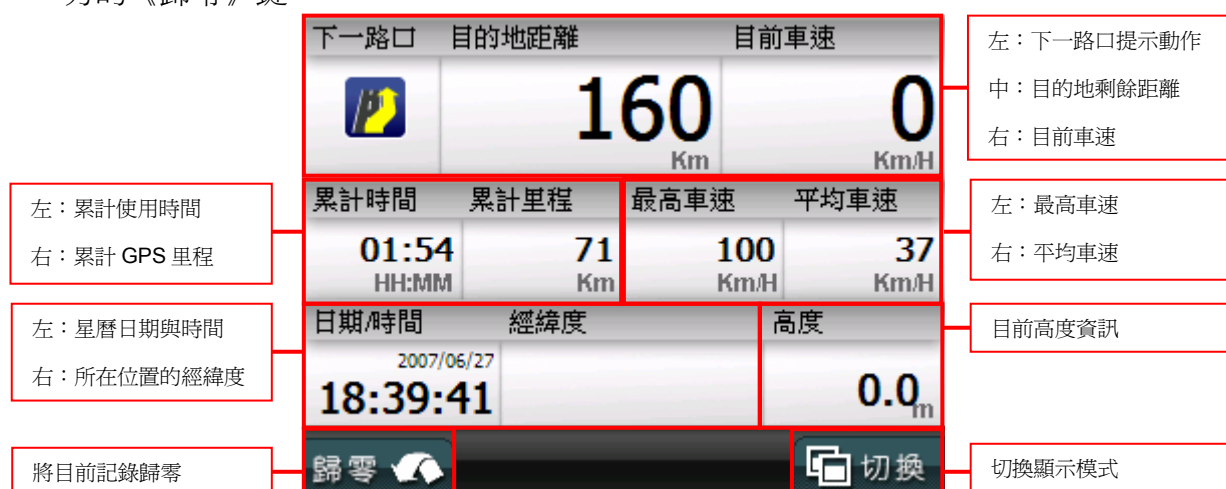 《歸零》鍵
下一路口 目的地距離 目前車速
160 Km
0 Km/H
累計時間 累計里程 最高車速 平均車速
01:54 HH:MM
71 Km
100 Km/H
37 Km/H
日期/時間 經緯度 高度
2007/06/27
18:39:41
0.0m
歸零
切換
左：累計使用時間
右：累計 GPS 里程
左：星曆日期與時間
右：所在位置的經緯度
將目前記錄歸零
左：下一路口提示動作
中：目的地剩餘距離
右：目前車速
左：最高車速
右：平均車速
目前高度資訊
切換顯示模式